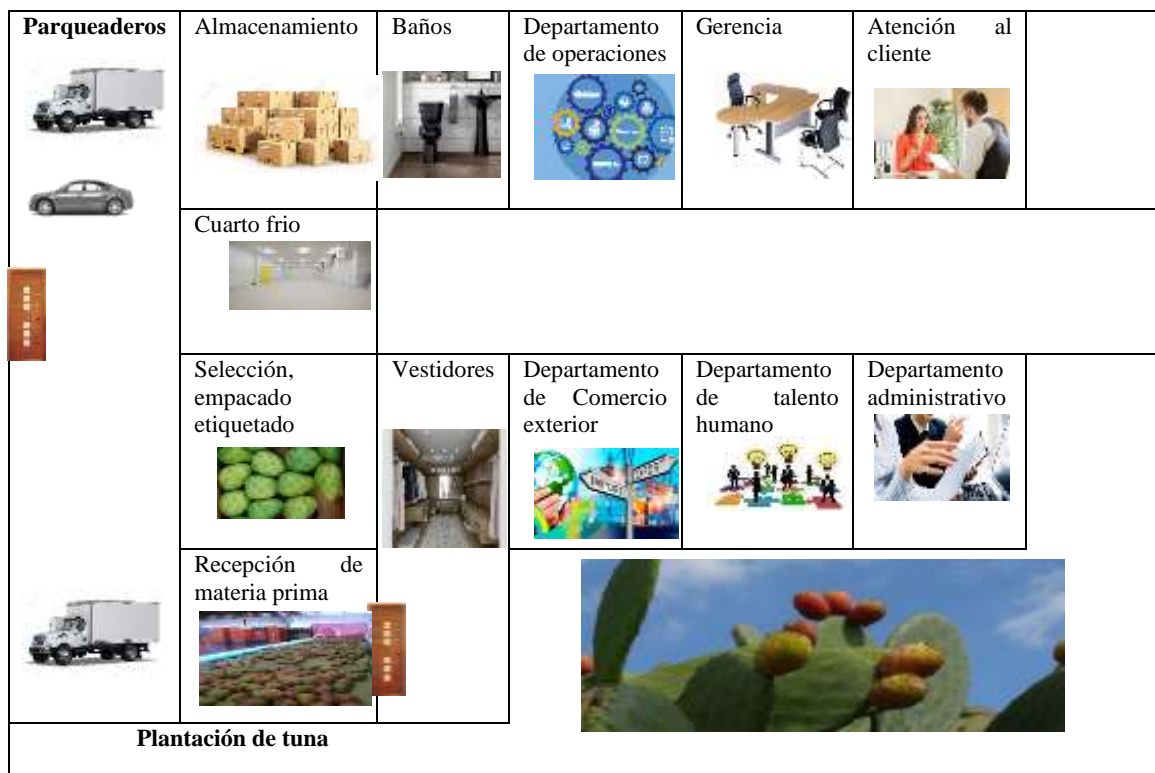 Parqueaderos
Almacenamiento
Baños
Departamento
de operaciones
Gerencia
Atención al
cliente
Cuarto frio
Selección,
empacado
etiquetado
Vestidores
Departamento
de Comercio
exterior
Departamento
de talento
humano
Departamento
administrativo
Recepción de
materia prima
Plantación de tuna